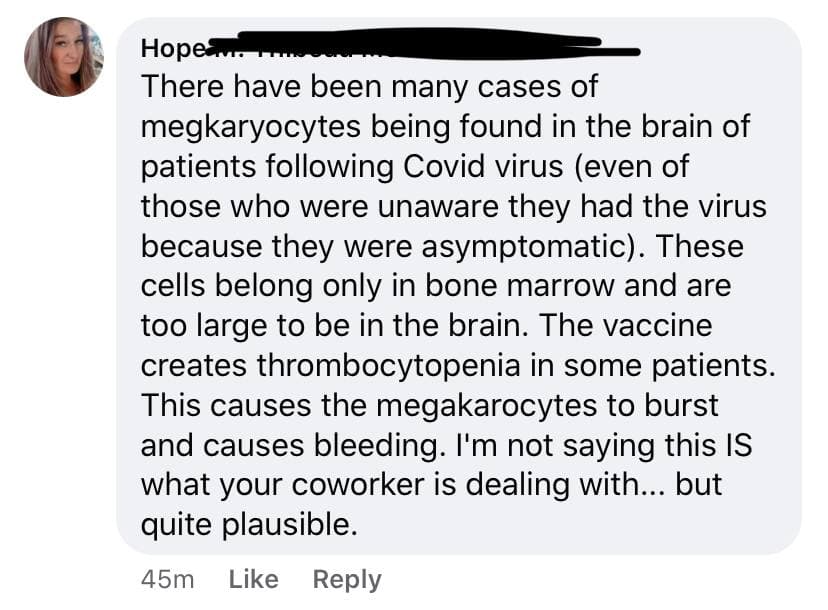 Hope
There have been many cases of
megkaryocytes being found in the brain of
patients following Covid virus (even of
those who were unaware they had the virus
because they were asymptomatic). These
cells belong only in bone marrow and are
too large to be in the brain. The vaccine
creates thrombocytopenia in some patients.
This causes the megakarocytes to burst
and causes bleeding. I'm not saying this IS
what your coworker is dealing with... but
quite plausible.
45m Like Reply